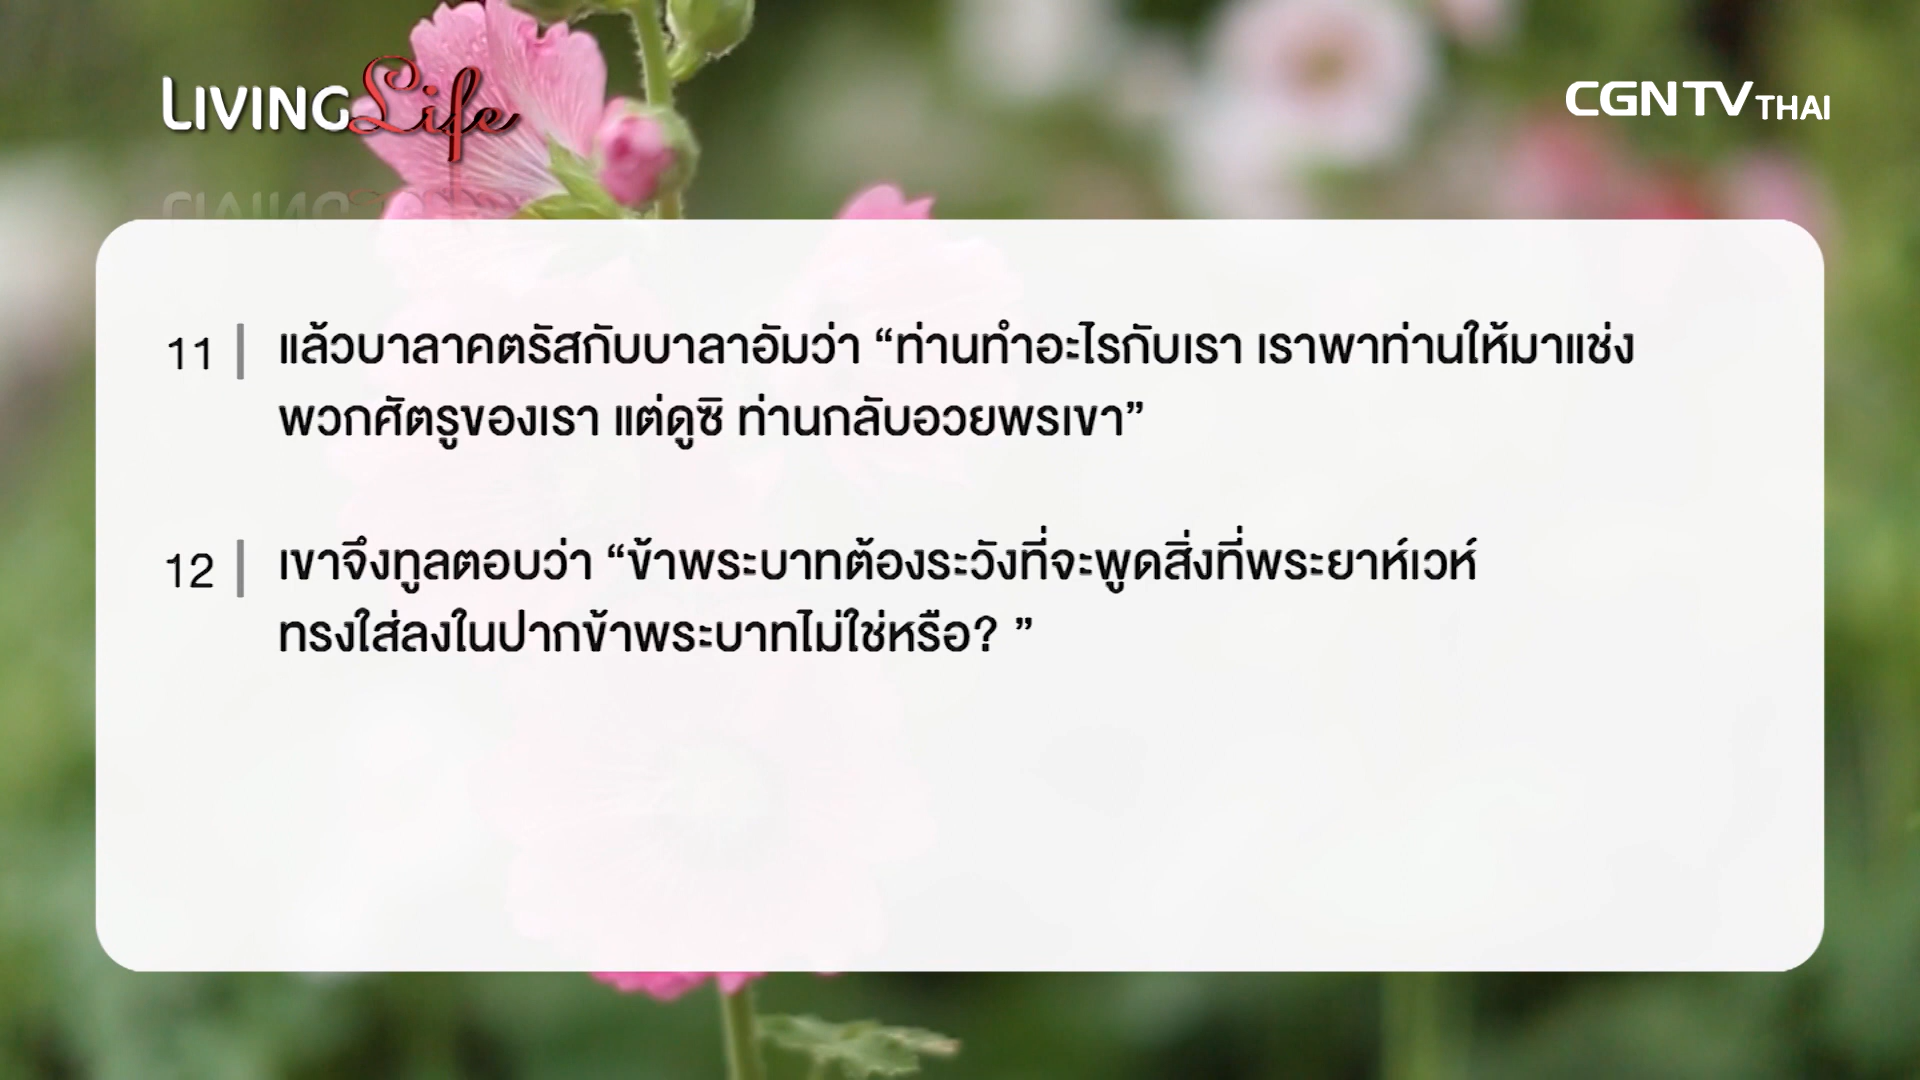 LIVING Life
CGNTV THAI
11 แล้วบาลาคตรัสกับบาลาอัมว่า “ท่านทำอะไรกับเรา เราพาท่านให้มาแช่ง
พวกศัตรูของเรา แต่ดูซิ ท่านกลับอวยพรเขา”
12 เขาจึงทูลตอบว่า “ข้าพระบาทต้องระวังที่จะพูดสิ่งที่พระยาห์เวห์
ทรงใส่ลงในปากข้าพระบาทไม่ใช่หรือ? ”